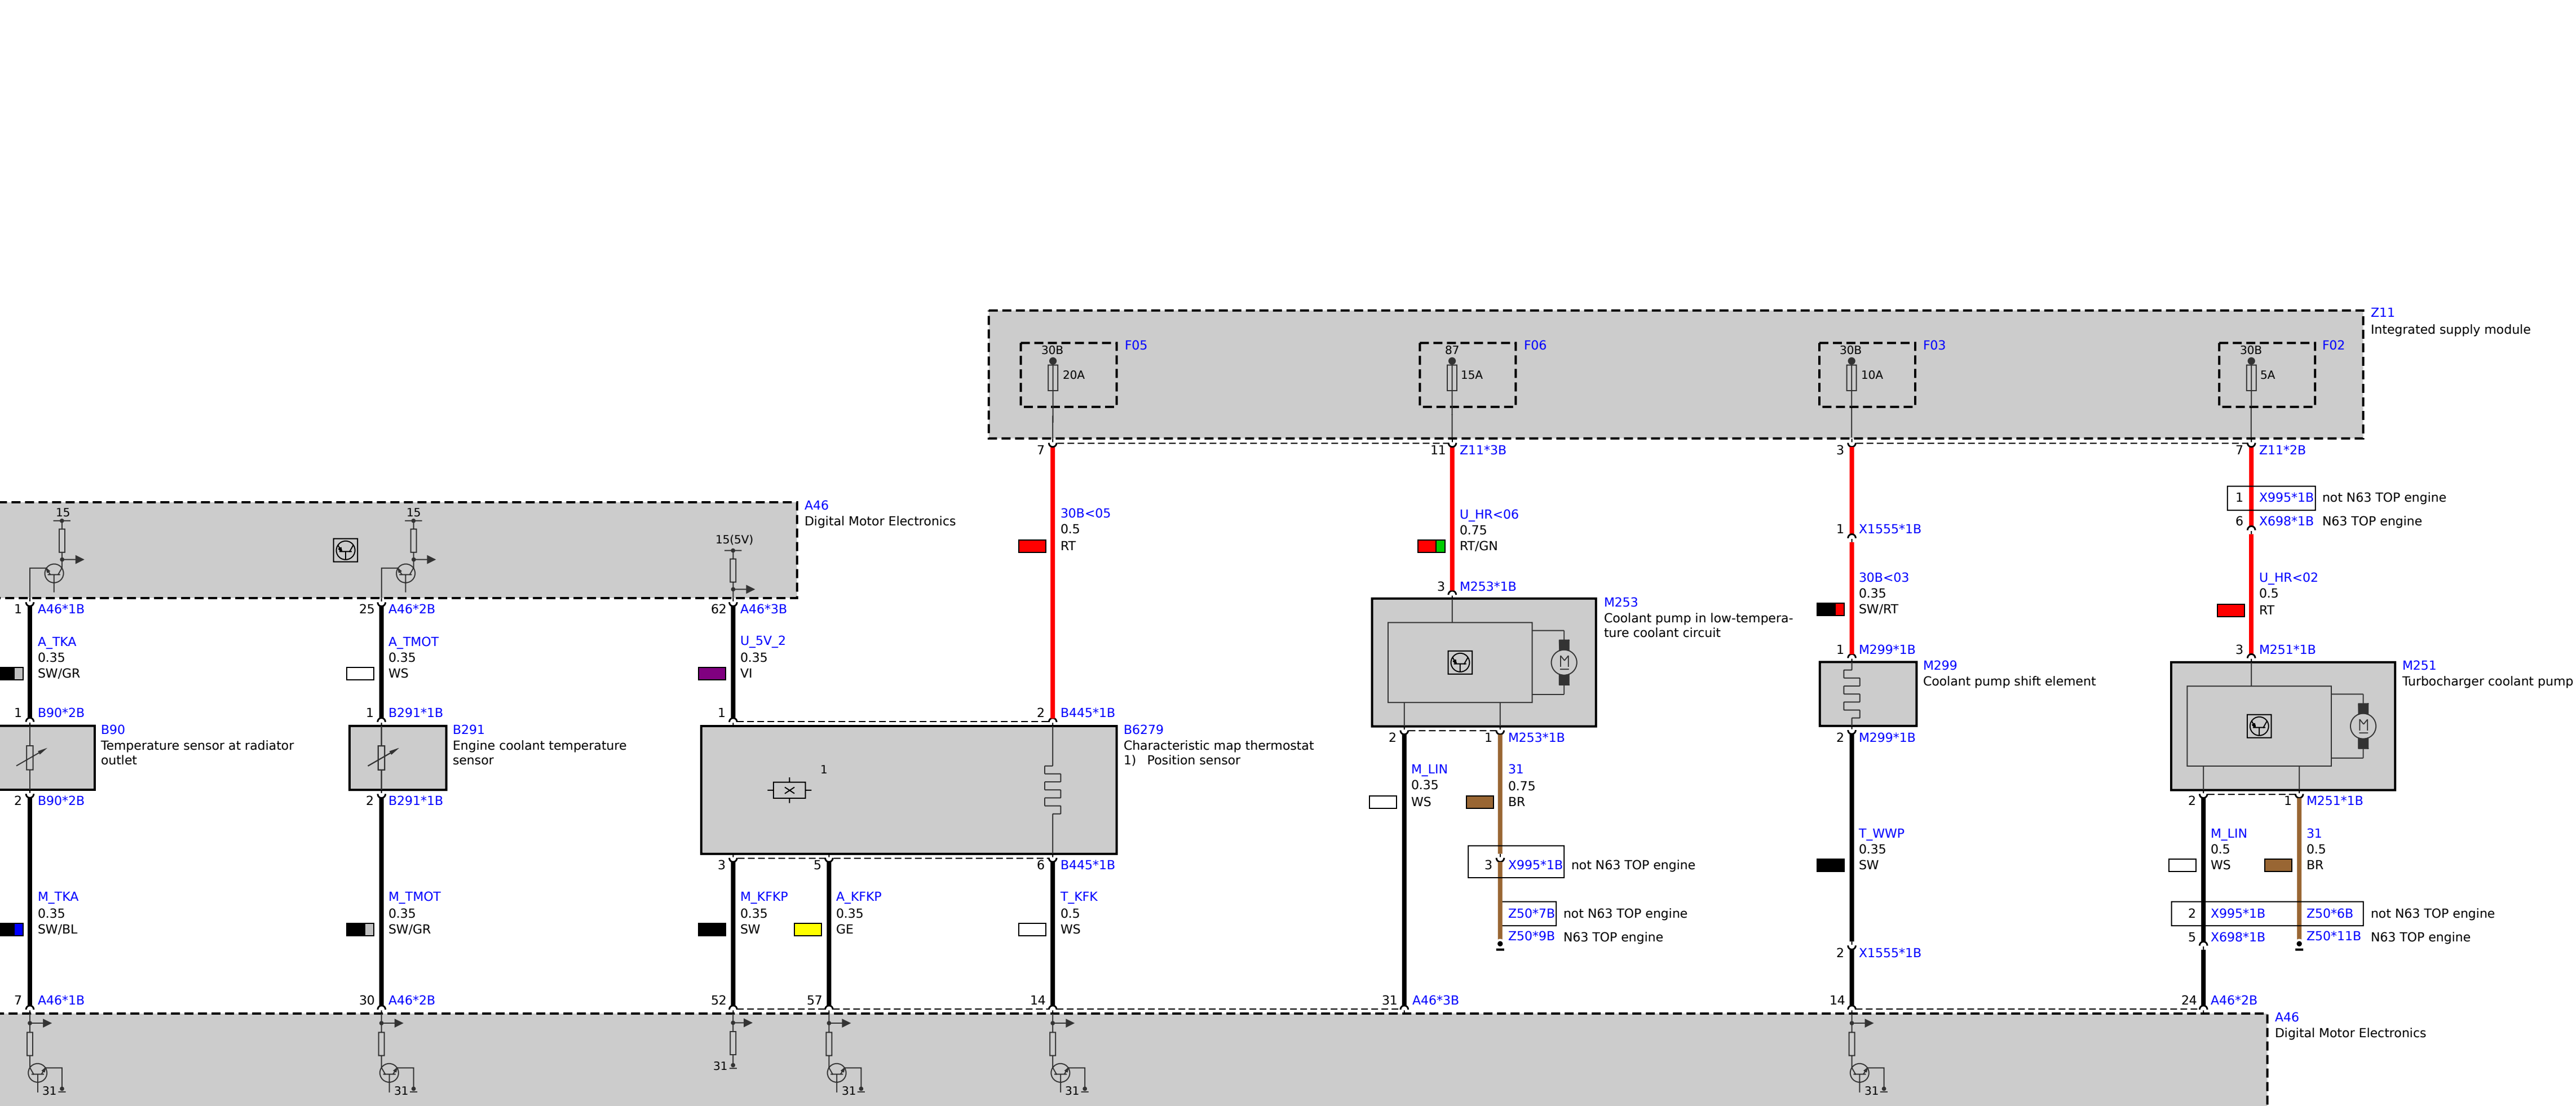 Z11
Integrated supply module
30B
F05
20A
87
F06
15A
30B
F03
10A
30B
F02
5A
7
11 Z11*3B
3
7 Z11*2B
1 X995*1B not N63 TOP engine
6 X698*1B N63 TOP engine
A46
Digital Motor Electronics
15
15
15(5V)
30B<05
0.5
RT
U_HR<06
0.75
RT/GN
1 X1555*1B
30B<03
0.35
SW/RT
U_HR<02
0.5
RT
3 M253*1B
1 A46*1B
25 A46*2B
62 A46*3B
A_TKA
0.35
SW/GR
A_TMOT
0.35
WS
U_5V_2
0.35
VI
M253
Coolant pump in low-tempera-
ture coolant circuit
M
1 M299*1B
3 M251*1B
M299
Coolant pump shift element
M251
Turbocharger coolant pump
M
1 B90*2B
1 B291*1B
1
2 B445*1B
B90
Temperature sensor at radiator
outlet
B291
Engine coolant temperature
sensor
B6279
Characteristic map thermostat
1) Position sensor
1
2
1 M253*1B
2 M299*1B
M_LIN
0.35
WS
31
0.75
BR
2 B90*2B
2 B291*1B
2
1 M251*1B
T_WWP
0.35
SW
M_LIN
0.5
WS
31
0.5
BR
3
5
6 B445*1B
3 X995*1B not N63 TOP engine
M_TKA
0.35
SW/BL
M_TMOT
0.35
SW/GR
M_KFKP
0.35
SW
A_KFKP
0.35
GE
T_KFK
0.5
WS
Z50*7B not N63 TOP engine
Z50*9B N63 TOP engine
2 X995*1B Z50*6B not N63 TOP engine
5 X698*1B Z50*11B N63 TOP engine
2 X1555*1B
7 A46*1B
30 A46*2B
52
57
14
31 A46*3B
14
24 A46*2B
A46
Digital Motor Electronics
31
31
31
31
31
31